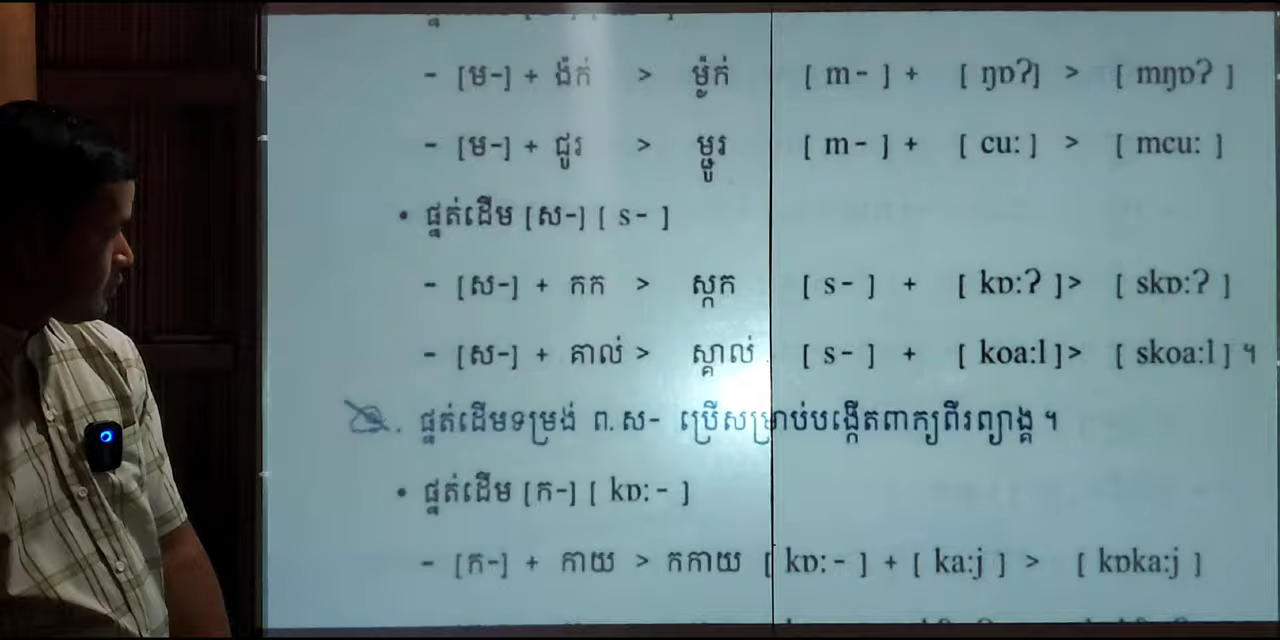 - [ម-] + ង៉ក់ > ម្ង៉ក់ [ m- ] + [ ŋɒʔ] > [ mŋɒʔ ]
- [ម-] + ជូរ > ម្ជូរ [ m- ] + [ cu: ] > [ mcu: ]
• ផ្នត់ដើម [ស-] [ s- ]
- [ស-] + កក > ស្កក [ s- ] + [ kɒ:ʔ ]> [ skɒ:ʔ ]
- [ស-] + គាល់ > ស្គាល់ [ s- ] + [ koa:l ]> [ skoa:l ] ។
. ផ្នត់ដើមទម្រង់ ព.ស- ប្រើសម្រាប់បង្កើតពាក្យពីរព្យាង្គ ។
• ផ្នត់ដើម [ក-] [ kɒ: - ]
- [ក-] + កាយ > កកាយ [ kɒ: - ] + [ ka:j ] > [ kɒka:j ]